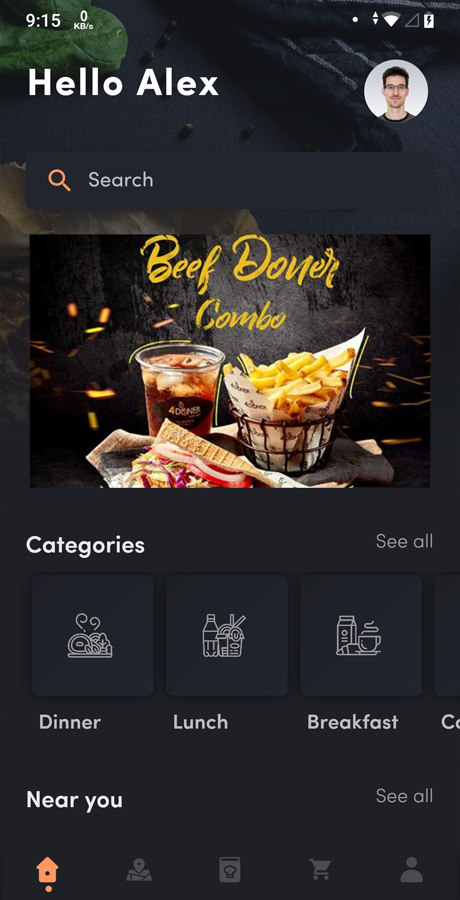 9:15 0 KB/s
Hello Alex
Search
Beef Doner
Combo
4DONER
Categories See all
Dinner Lunch Breakfast Co
Near you See all